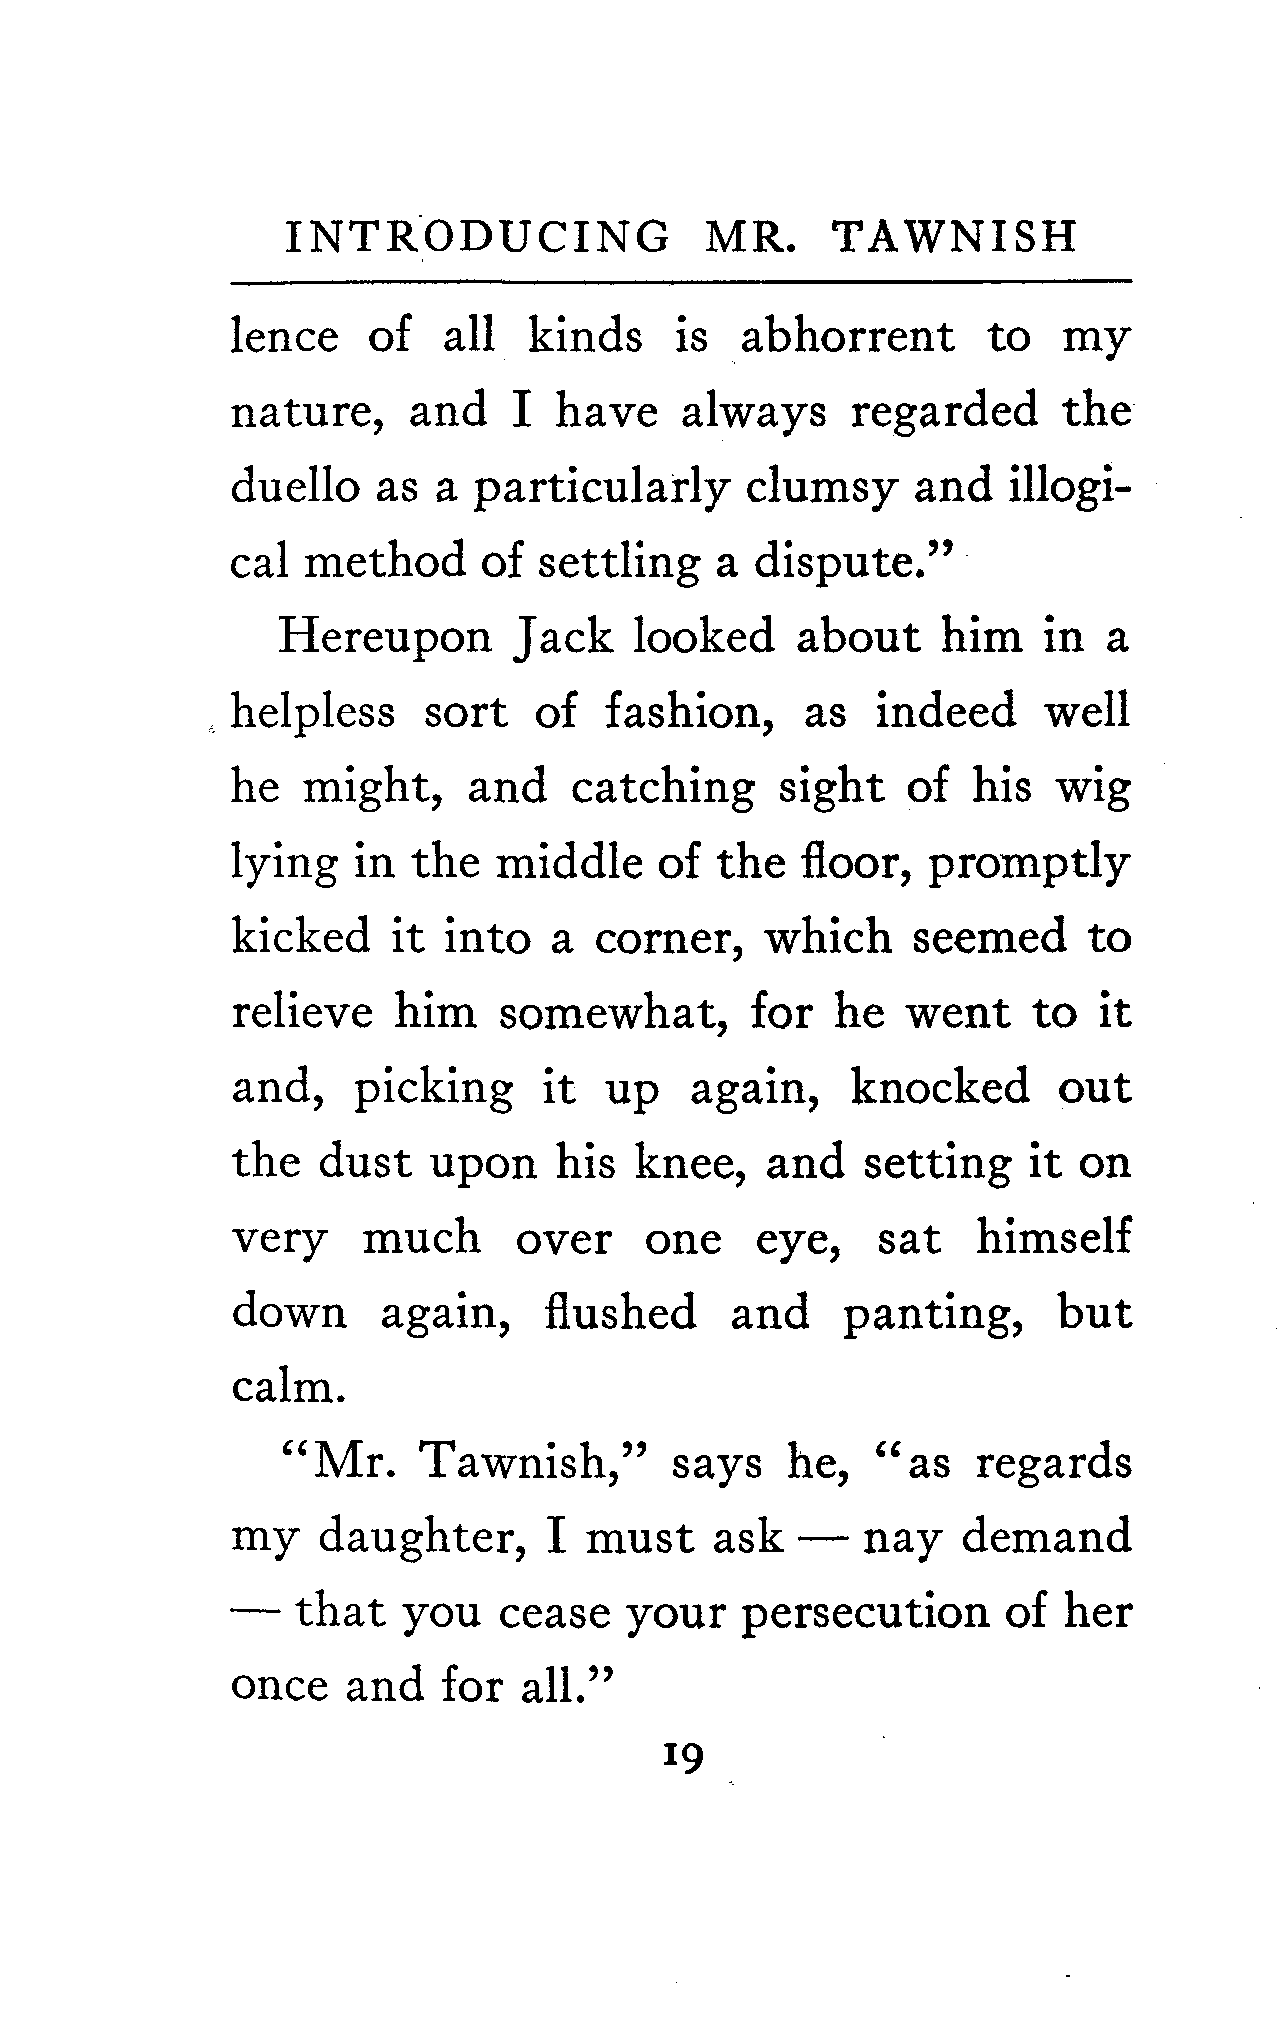 INTRODUCING MR. TAWNISH
lence of all kinds is abhorrent to my
nature, and I have always regarded the
duello as a particularly clumsy and illogi-
cal method of settling a dispute.”
Hereupon Jack looked about him in a
helpless sort of fashion, as indeed well
he might, and catching sight of his wig
lying in the middle of the floor, promptly
kicked it into a corner, which seemed to
relieve him somewhat, for he went to it
and, picking it up again, knocked out
the dust upon his knee, and setting it on
very much over one eye, sat himself
down again, flushed and panting, but
calm.
“Mr. Tawnish,” says he, “as regards
my daughter, I must ask — nay demand
— that you cease your persecution of her
once and for all.”
19